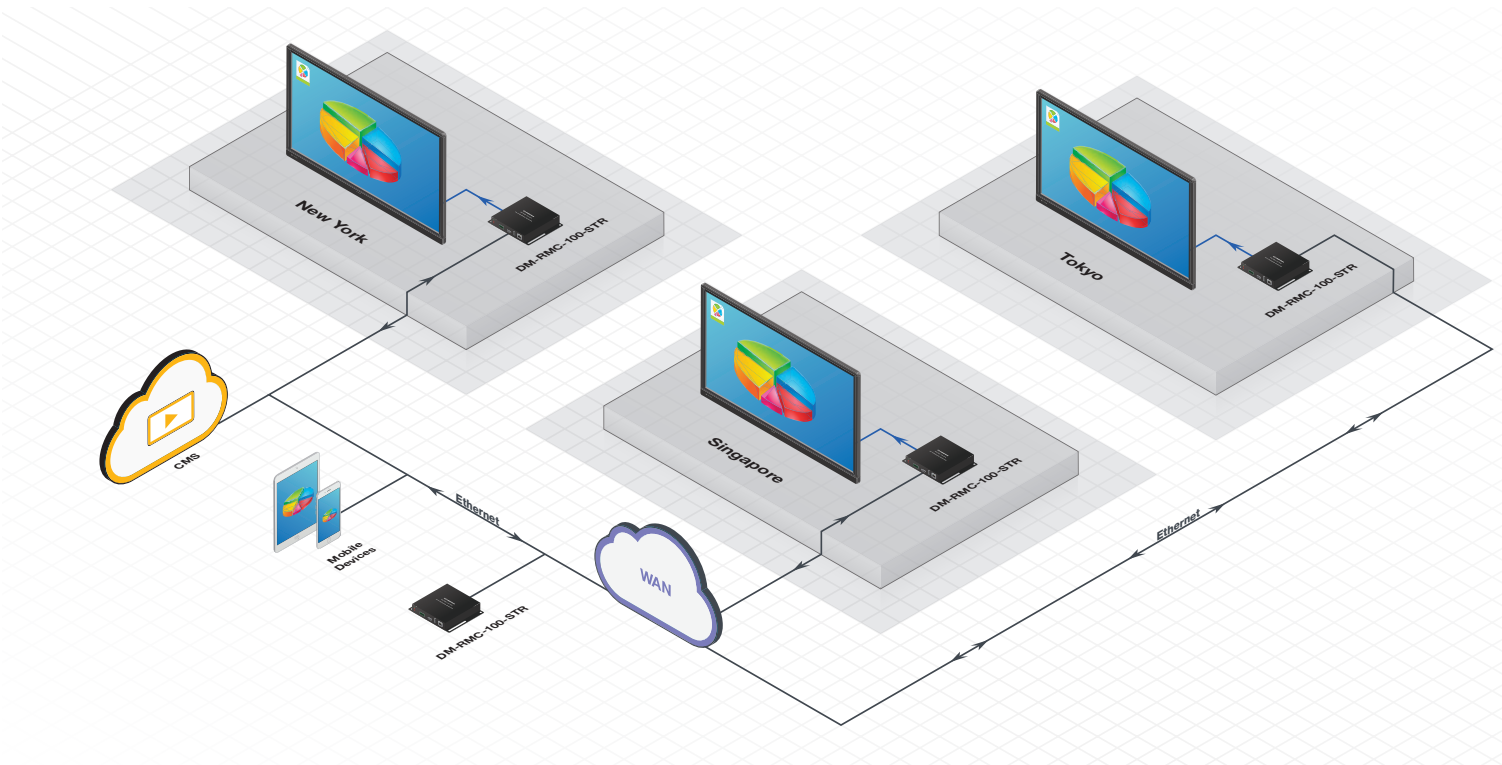 New York
DM-RMC-100-STR
Tokyo
DM-RMC-100-STR
Singapore
DM-RMC-100-STR
CMS
Mobile
Devices
Ethernet
WAN
Ethernet
DM-RMC-100-STR